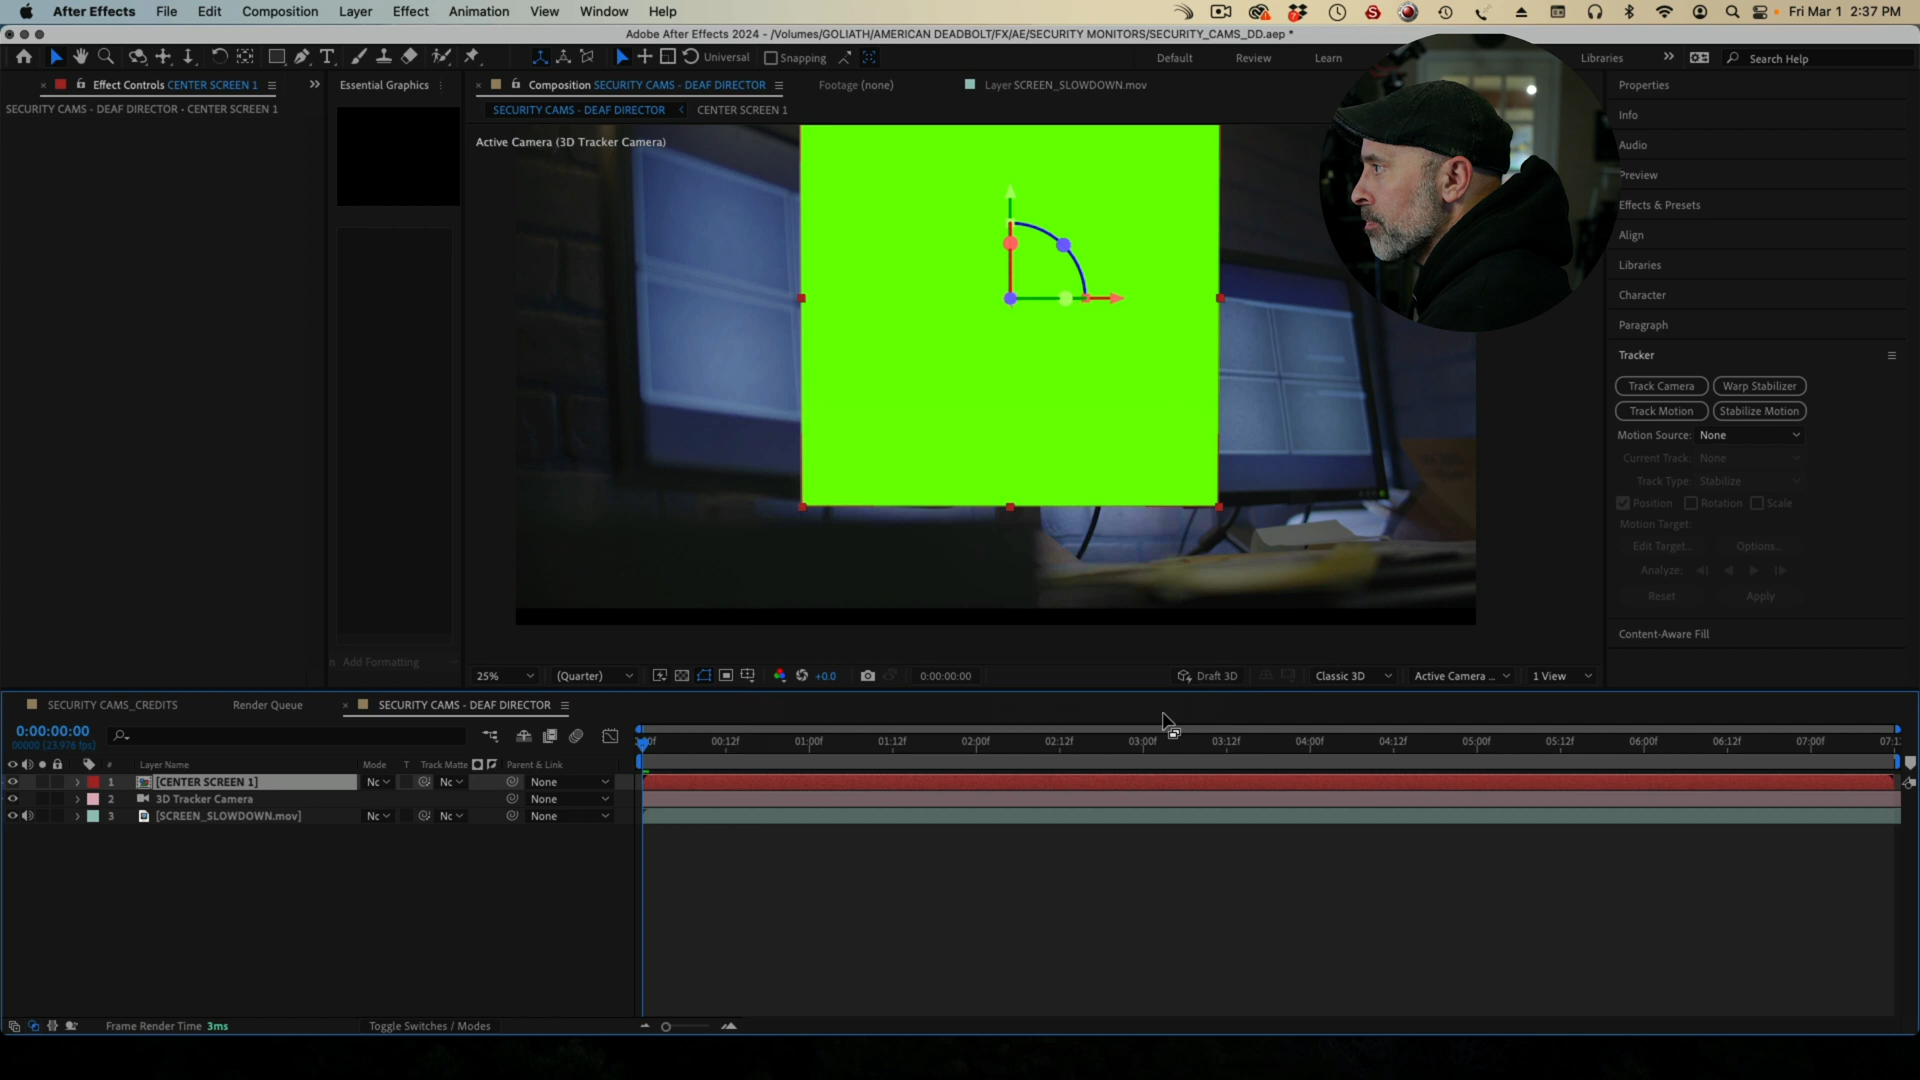 After Effects File Edit Composition Layer Effect Animation View Window Help Fri Mar 1 2:37 PM
Adobe After Effects 2024 - /Volumes/GOLIATH/AMERICAN DEADBOLT/FX/AE/SECURITY MONITORS/SECURITY_CAMS_DD.aep *
Universal Snapping Default Review Learn Libraries Search Help
Effect Controls CENTER SCREEN 1 Essential Graphics Composition SECURITY CAMS - DEAF DIRECTOR Footage (none) Layer SCREEN_SLOWDOWN.mov Properties
SECURITY CAMS - DEAF DIRECTOR • CENTER SCREEN 1 SECURITY CAMS - DEAF DIRECTOR CENTER SCREEN 1
Info
Active Camera (3D Tracker Camera)
Audio
Preview
Effects & Presets
Align
Libraries
Character
Paragraph
Tracker
Track Camera Warp Stabilizer
Track Motion Stabilize Motion
Motion Source: None
Current Track: None
Track Type: Stabilize
Position Rotation Scale
Motion Target:
Edit Target... Options...
Analyze:
Reset Apply
Content-Aware Fill
n Add Formatting
25% (Quarter) +0.0 0:00:00:00 Draft 3D Classic 3D Active Camera ... 1 View
SECURITY CAMS_CREDITS Render Queue SECURITY CAMS - DEAF DIRECTOR
0:00:00:00
00000 (23.976 fps)
00f 00:12f 01:00f 01:12f 02:00f 02:12f 03:00f 03:12f 04:00f 04:12f 05:00f 05:12f 06:00f 06:12f 07:00f 07:1
# Layer Name Mode T Track Matte Parent & Link
1 [CENTER SCREEN 1] Nc Nc None
2 3D Tracker Camera None
3 [SCREEN_SLOWDOWN.mov] Nc Nc None
Frame Render Time 3ms Toggle Switches / Modes